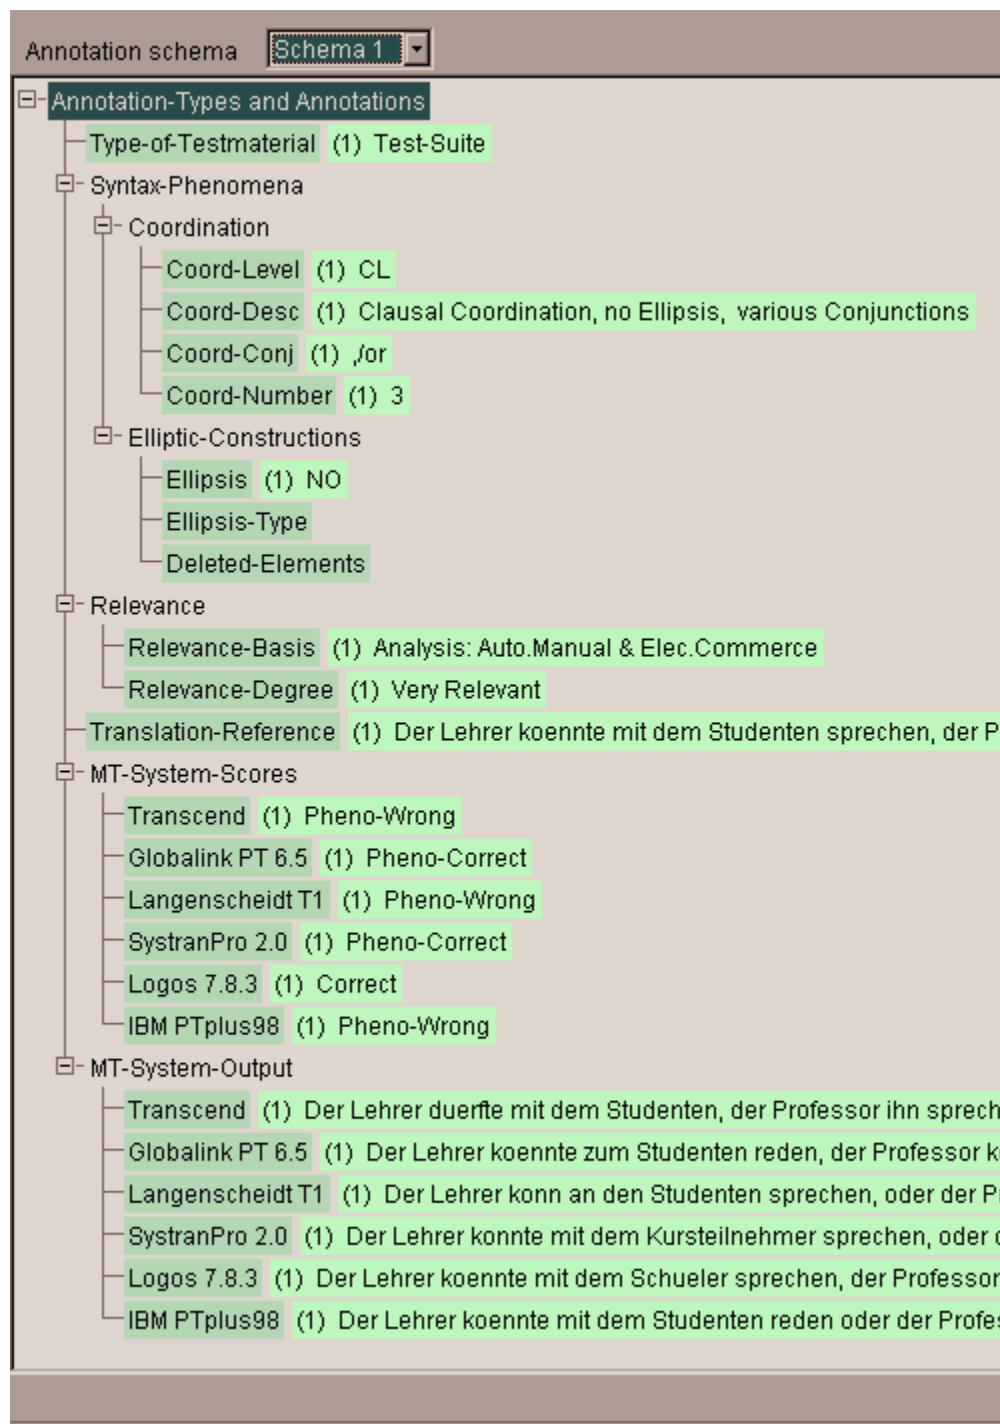 Annotation schema Schema 1
Annotation-Types and Annotations
Type-of-Testmaterial (1) Test-Suite
Syntax-Phenomena
Coordination
Coord-Level (1) CL
Coord-Desc (1) Clausal Coordination, no Ellipsis, various Conjunctions
Coord-Conj (1) ,/or
Coord-Number (1) 3
Elliptic-Constructions
Ellipsis (1) NO
Ellipsis-Type
Deleted-Elements
Relevance
Relevance-Basis (1) Analysis: Auto.Manual & Elec.Commerce
Relevance-Degree (1) Very Relevant
Translation-Reference (1) Der Lehrer koennte mit dem Studenten sprechen, der P
MT-System-Scores
Transcend (1) Pheno-Wrong
Globalink PT 6.5 (1) Pheno-Correct
Langenscheidt T1 (1) Pheno-Wrong
SystranPro 2.0 (1) Pheno-Correct
Logos 7.8.3 (1) Correct
IBM PTplus98 (1) Pheno-Wrong
MT-System-Output
Transcend (1) Der Lehrer duerfte mit dem Studenten, der Professor ihn sprech
Globalink PT 6.5 (1) Der Lehrer koennte zum Studenten reden, der Professor k
Langenscheidt T1 (1) Der Lehrer konn an den Studenten sprechen, oder der P
SystranPro 2.0 (1) Der Lehrer konnte mit dem Kursteilnehmer sprechen, oder
Logos 7.8.3 (1) Der Lehrer koennte mit dem Schueler sprechen, der Professor
IBM PTplus98 (1) Der Lehrer koennte mit dem Studenten reden oder der Profes